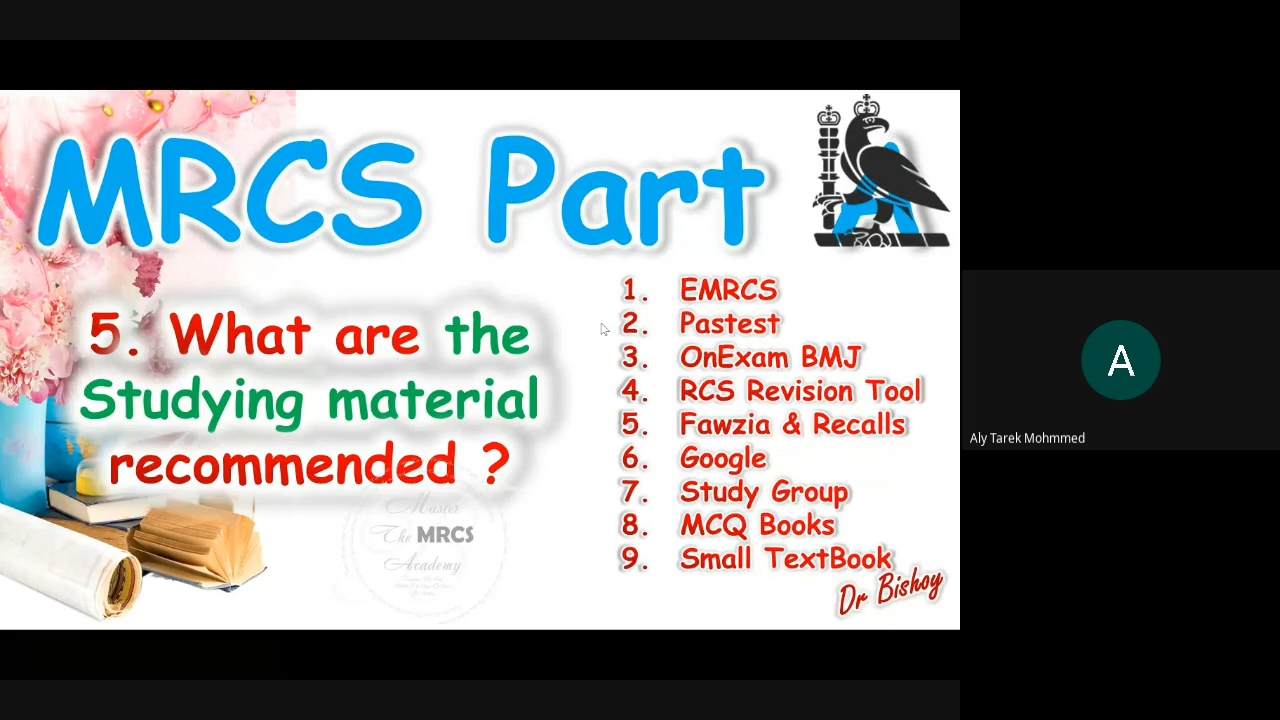 MRCS Part
A
5. What are the
Studying material
recommended ?
1. EMRCS
2. Pastest
3. OnExam BMJ
4. RCS Revision Tool
5. Fawzia & Recalls
6. Google
7. Study Group
8. MCQ Books
9. Small TextBook
Dr Bishoy
Master
The MRCS
Academy
A
Aly Tarek Mohmmed